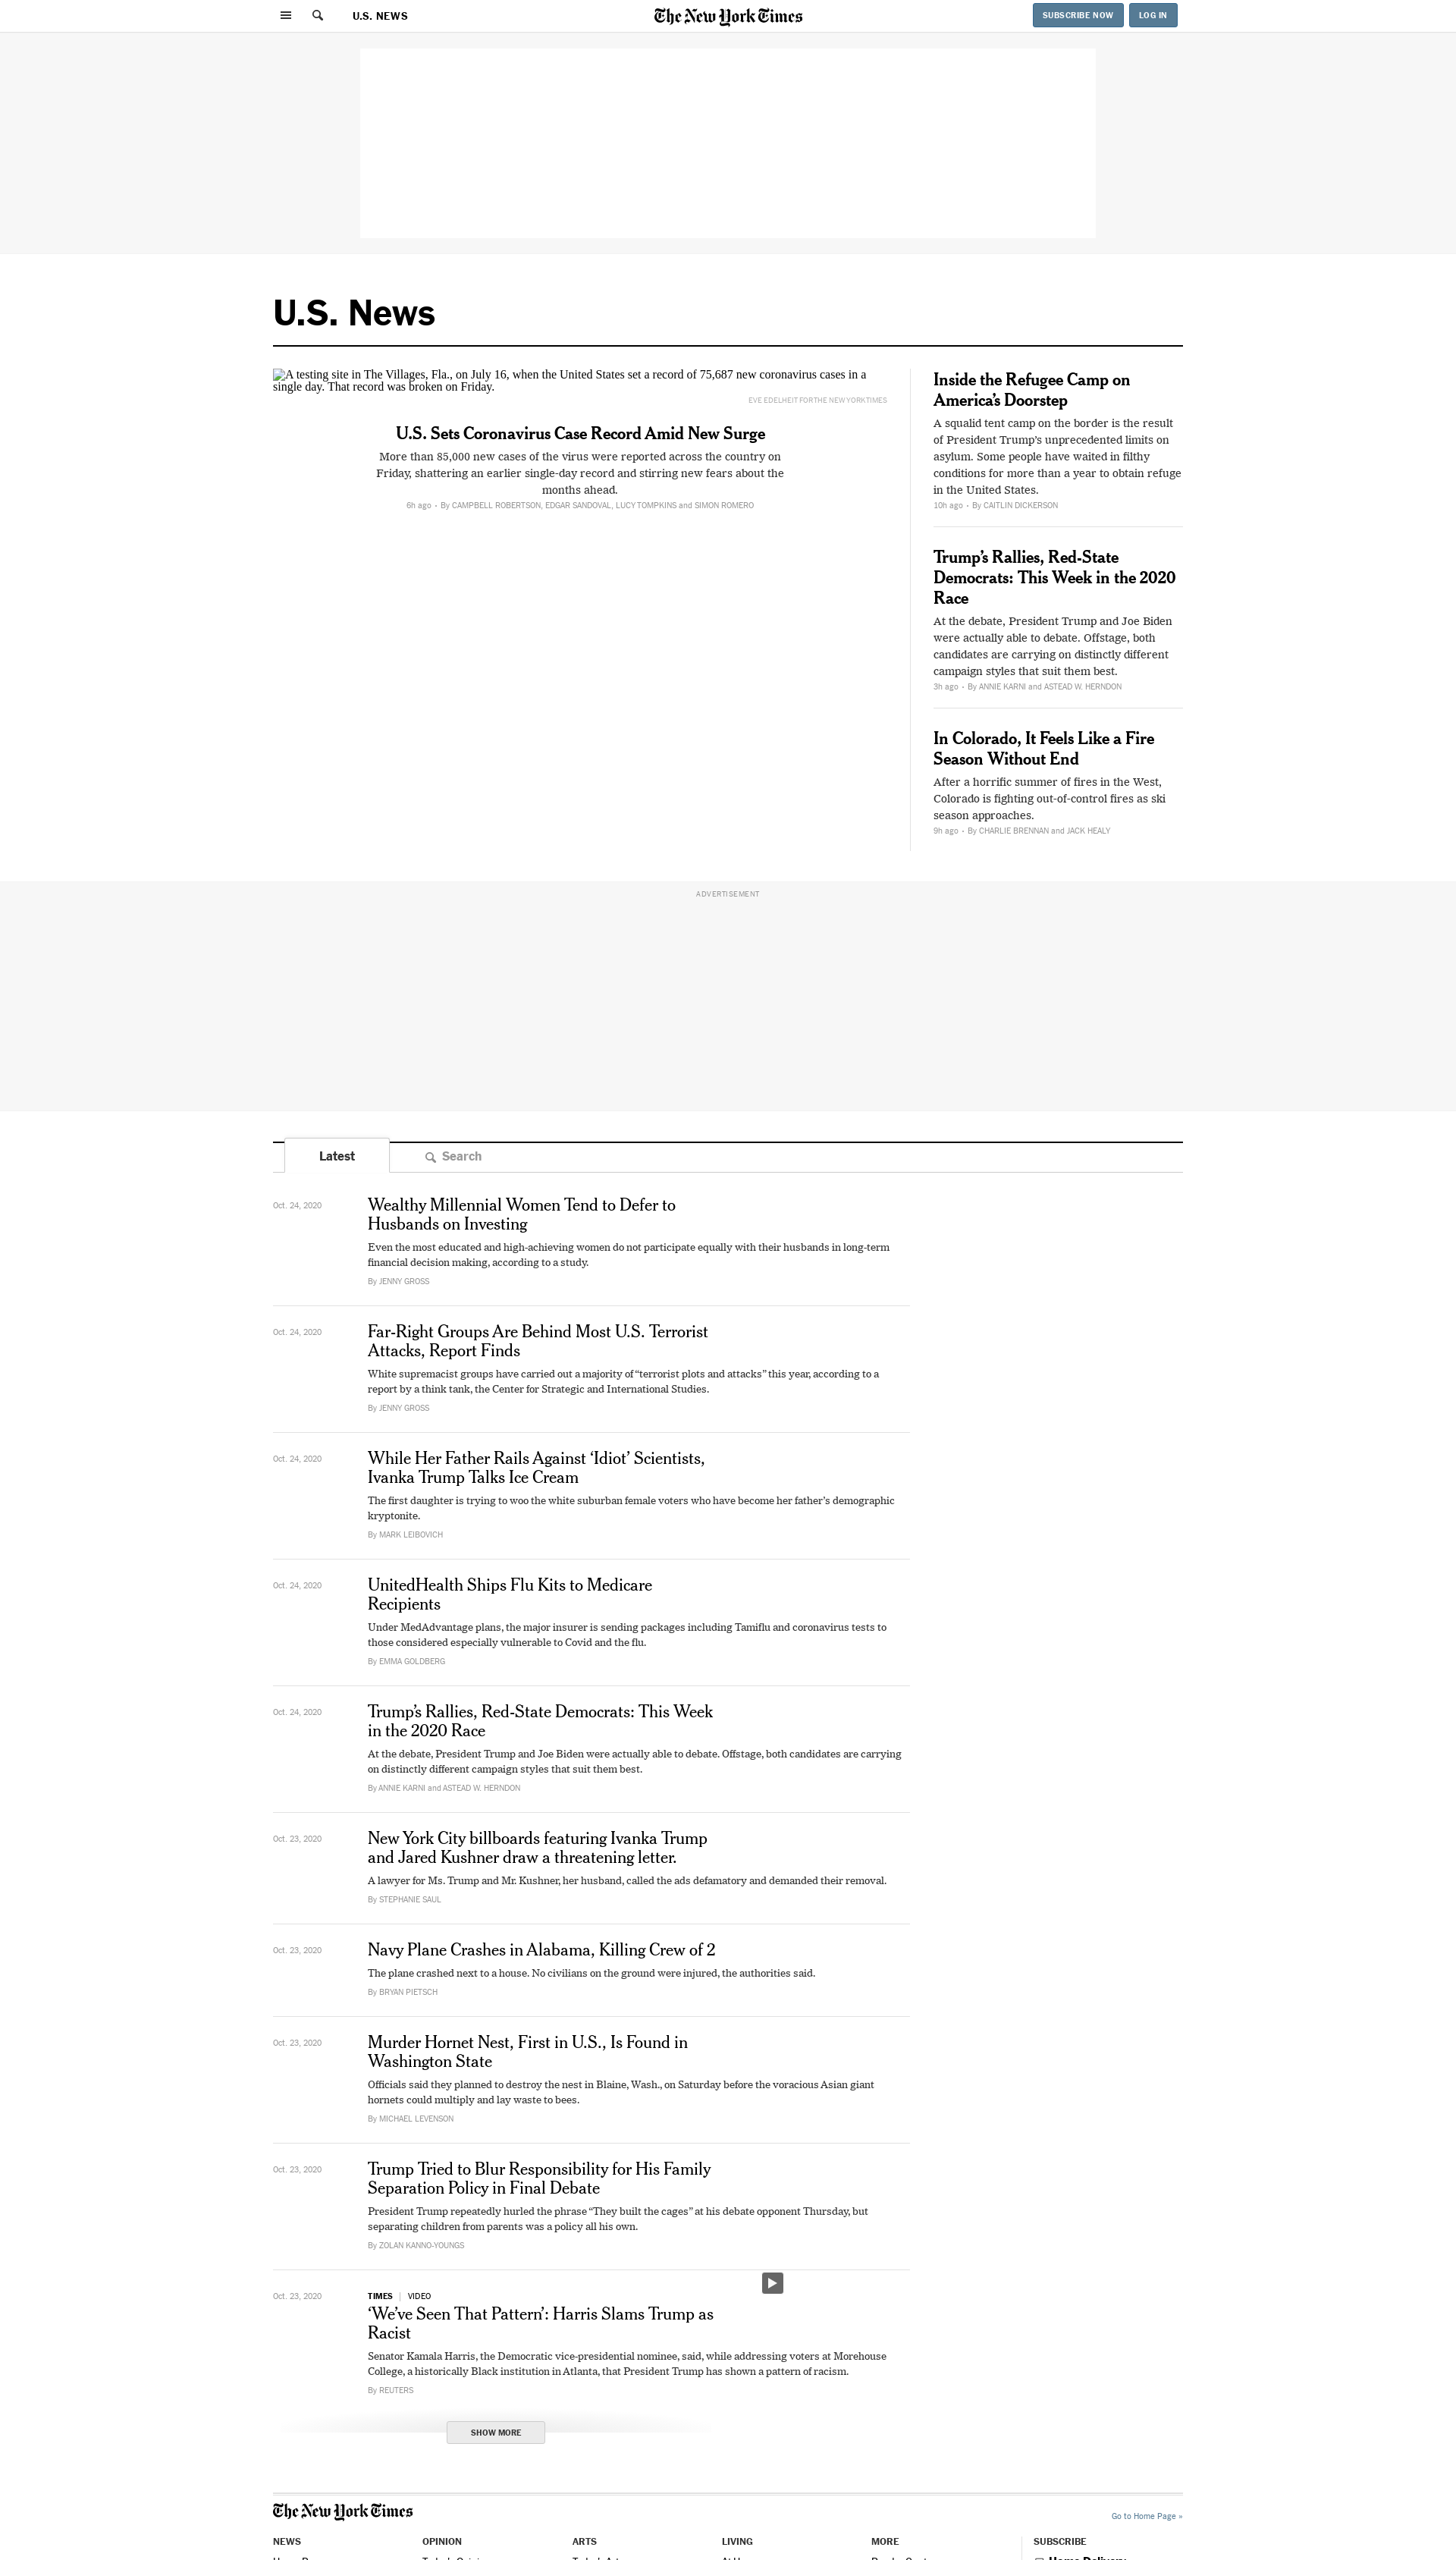 U.S. NEWS
The New York Times
SUBSCRIBE NOW
LOG IN
U.S. News
A testing site in The Villages, Fla., on July 16, when the United States set a record of 75,687 new coronavirus cases in a
single day. That record was broken on Friday.
EVE EDELHEIT FOR THE NEW YORK TIMES
U.S. Sets Coronavirus Case Record Amid New Surge
More than 85,000 new cases of the virus were reported across the country on
Friday, shattering an earlier single-day record and stirring new fears about the
months ahead.
6h ago • By CAMPBELL ROBERTSON, EDGAR SANDOVAL, LUCY TOMPKINS and SIMON ROMERO
Inside the Refugee Camp on
America’s Doorstep
A squalid tent camp on the border is the result
of President Trump’s unprecedented limits on
asylum. Some people have waited in filthy
conditions for more than a year to obtain refuge
in the United States.
10h ago • By CAITLIN DICKERSON
Trump’s Rallies, Red-State
Democrats: This Week in the 2020
Race
At the debate, President Trump and Joe Biden
were actually able to debate. Offstage, both
candidates are carrying on distinctly different
campaign styles that suit them best.
3h ago • By ANNIE KARNI and ASTEAD W. HERNDON
In Colorado, It Feels Like a Fire
Season Without End
After a horrific summer of fires in the West,
Colorado is fighting out-of-control fires as ski
season approaches.
9h ago • By CHARLIE BRENNAN and JACK HEALY
ADVERTISEMENT
Latest
Search
Oct. 24, 2020
Wealthy Millennial Women Tend to Defer to
Husbands on Investing
Even the most educated and high-achieving women do not participate equally with their husbands in long-term
financial decision making, according to a study.
By JENNY GROSS
Oct. 24, 2020
Far-Right Groups Are Behind Most U.S. Terrorist
Attacks, Report Finds
White supremacist groups have carried out a majority of “terrorist plots and attacks” this year, according to a
report by a think tank, the Center for Strategic and International Studies.
By JENNY GROSS
Oct. 24, 2020
While Her Father Rails Against ‘Idiot’ Scientists,
Ivanka Trump Talks Ice Cream
The first daughter is trying to woo the white suburban female voters who have become her father’s demographic
kryptonite.
By MARK LEIBOVICH
Oct. 24, 2020
UnitedHealth Ships Flu Kits to Medicare
Recipients
Under MedAdvantage plans, the major insurer is sending packages including Tamiflu and coronavirus tests to
those considered especially vulnerable to Covid and the flu.
By EMMA GOLDBERG
Oct. 24, 2020
Trump’s Rallies, Red-State Democrats: This Week
in the 2020 Race
At the debate, President Trump and Joe Biden were actually able to debate. Offstage, both candidates are carrying
on distinctly different campaign styles that suit them best.
By ANNIE KARNI and ASTEAD W. HERNDON
Oct. 23, 2020
New York City billboards featuring Ivanka Trump
and Jared Kushner draw a threatening letter.
A lawyer for Ms. Trump and Mr. Kushner, her husband, called the ads defamatory and demanded their removal.
By STEPHANIE SAUL
Oct. 23, 2020
Navy Plane Crashes in Alabama, Killing Crew of 2
The plane crashed next to a house. No civilians on the ground were injured, the authorities said.
By BRYAN PIETSCH
Oct. 23, 2020
Murder Hornet Nest, First in U.S., Is Found in
Washington State
Officials said they planned to destroy the nest in Blaine, Wash., on Saturday before the voracious Asian giant
hornets could multiply and lay waste to bees.
By MICHAEL LEVENSON
Oct. 23, 2020
Trump Tried to Blur Responsibility for His Family
Separation Policy in Final Debate
President Trump repeatedly hurled the phrase “They built the cages” at his debate opponent Thursday, but
separating children from parents was a policy all his own.
By ZOLAN KANNO-YOUNGS
Oct. 23, 2020
TIMES | VIDEO
‘We’ve Seen That Pattern’: Harris Slams Trump as
Racist
Senator Kamala Harris, the Democratic vice-presidential nominee, said, while addressing voters at Morehouse
College, a historically Black institution in Atlanta, that President Trump has shown a pattern of racism.
By REUTERS
SHOW MORE
The New York Times
Go to Home Page »
NEWS
OPINION
ARTS
LIVING
MORE
SUBSCRIBE
Home Delivery